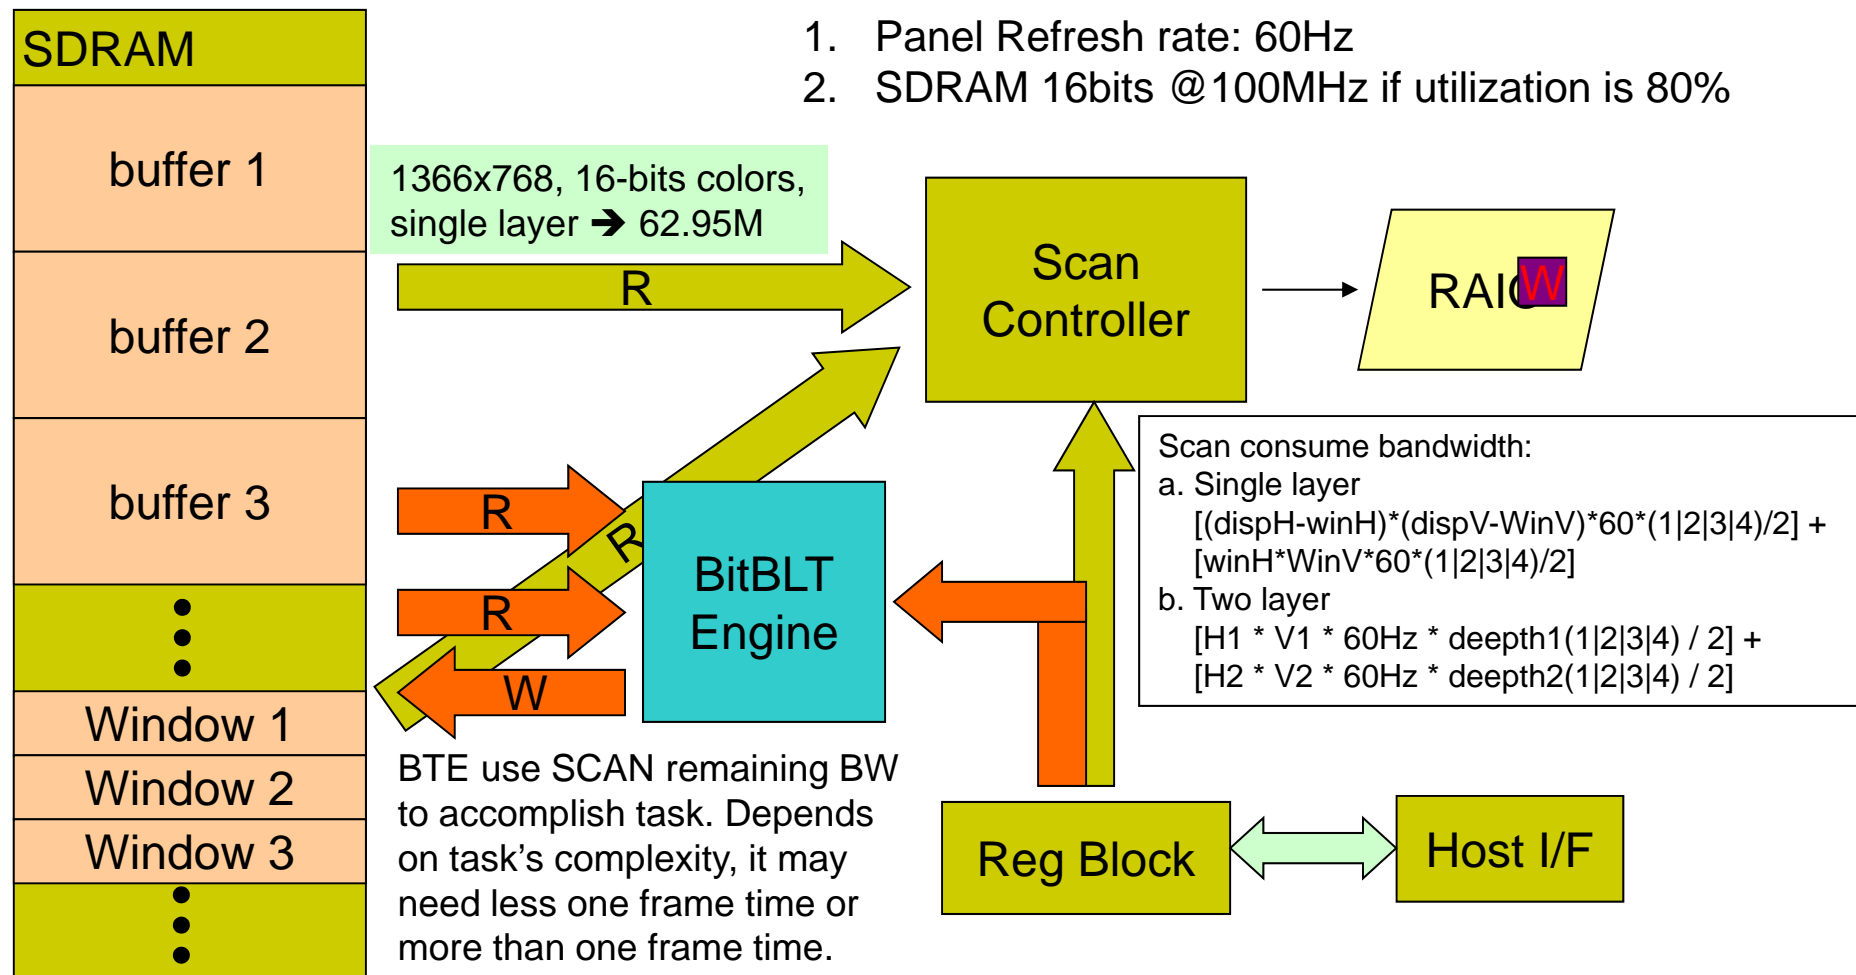 SDRAM
buffer 1
buffer 2
buffer 3
Window 1
Window 2
Window 3
1. Panel Refresh rate: 60Hz
2. SDRAM 16bits @100MHz if utilization is 80%
1366x768, 16-bits colors,
single layer ➔ 62.95M
R
Scan
Controller
W
R
R
R
W
BitBLT
Engine
Scan consume bandwidth:
a. Single layer
[(dispH-winH)*(dispV-WinV)*60*(1|2|3|4)/2] +
[winH*WinV*60*(1|2|3|4)/2]
b. Two layer
[H1 * V1 * 60Hz * deepth1(1|2|3|4) / 2] +
[H2 * V2 * 60Hz * deepth2(1|2|3|4) / 2]
BTE use SCAN remaining BW
to accomplish task. Depends
on task's complexity, it may
need less one frame time or
more than one frame time.
Reg Block
Host I/F